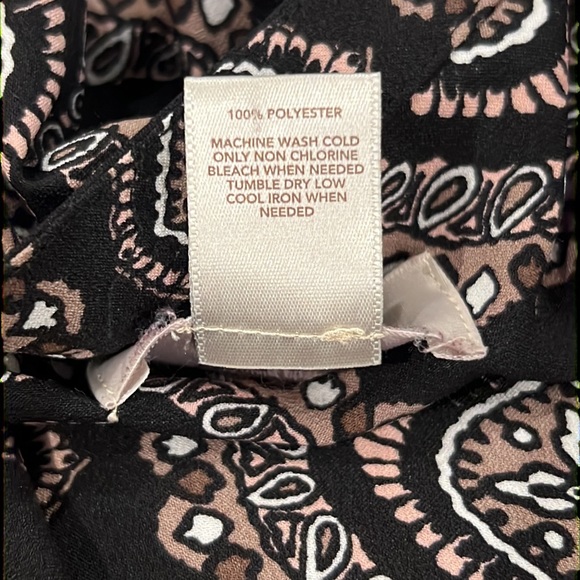 100% POLYESTER
MACHINE WASH COLD
ONLY NON CHLORINE
BLEACH WHEN NEEDED
TUMBLE DRY LOW
COOL IRON WHEN
NEEDED